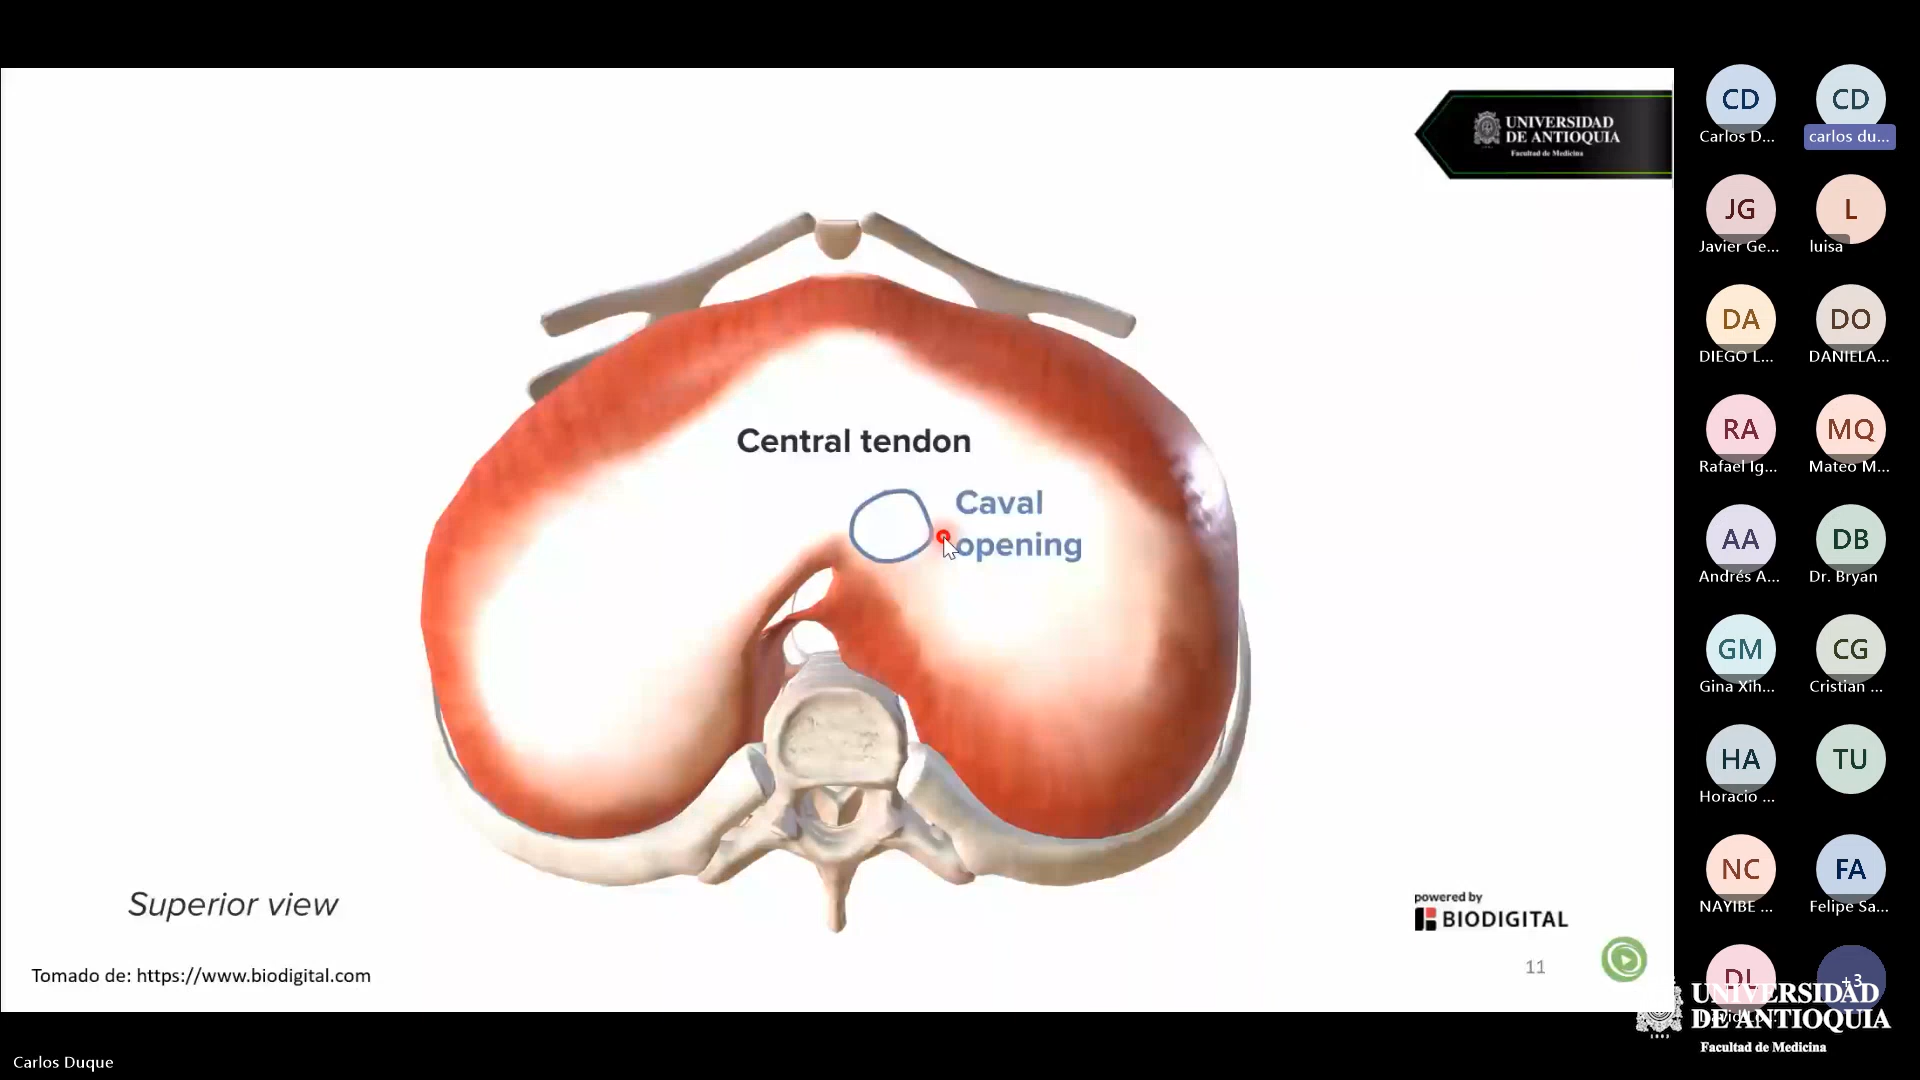 UNIVERSIDAD
DE ANTIOQUIA
Facultad de Medicina
Central tendon
Caval
opening
Superior view
Tomado de: https://www.biodigital.com
powered by
BIODIGITAL
11
CD
Carlos D...
CD
carlos du...
JG
Javier Ge...
L
luisa
DA
DIEGO L...
DO
DANIELA...
RA
Rafael Ig...
MQ
Mateo M...
AA
Andrés A...
DB
Dr. Bryan
GM
Gina Xih...
CG
Cristian ...
HA
Horacio ...
TU
NC
NAYIBE ...
FA
Felipe Sa...
DL
+3
UNIVERSIDAD
DE ANTIOQUIA
1803
Facultad de Medicina
Carlos Duque